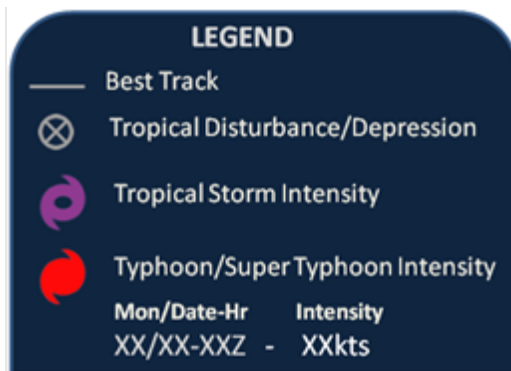 LEGEND
Best Track
Tropical Disturbance/Depression
Tropical Storm Intensity
Typhoon/Super Typhoon Intensity
Mon/Date-Hr Intensity
XX/XX-XXZ - XXkts